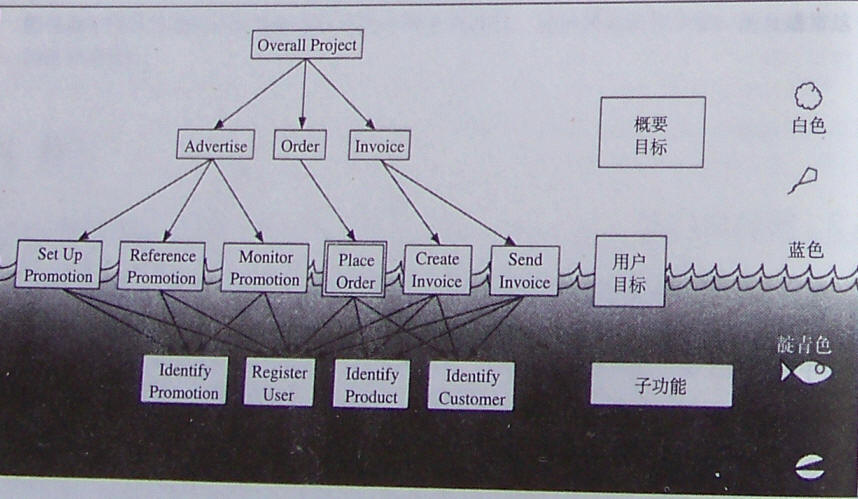 Overall Project
Advertise
Order
Invoice
概要
目标
白色
Set Up
Promotion
Reference
Promotion
Monitor
Promotion
Place
Order
Create
Invoice
Send
Invoice
用户
目标
蓝色
靛青色
Identify
Promotion
Register
User
Identify
Product
Identify
Customer
子功能